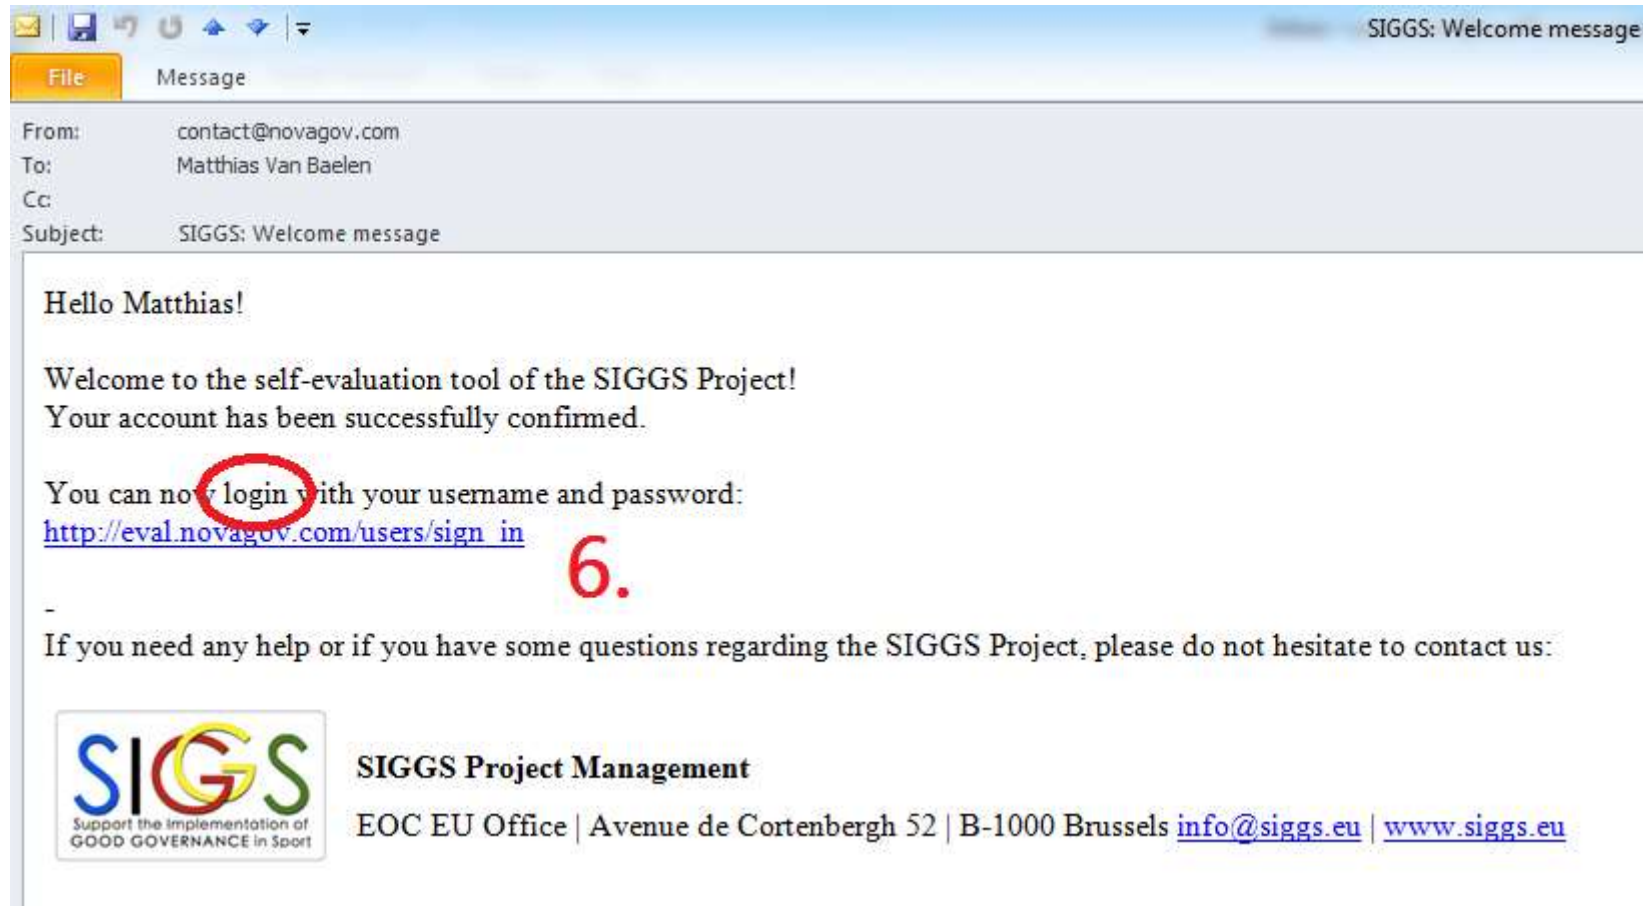 SIGGS: Welcome message
File Message
From: contact@novagov.com
To: Matthias Van Baelen
Cc:
Subject: SIGGS: Welcome message
Hello Matthias!
Welcome to the self-evaluation tool of the SIGGS Project!
Your account has been successfully confirmed.
You can now login with your username and password:
http://eval.novagov.com/users/sign_in
6.
-
If you need any help or if you have some questions regarding the SIGGS Project, please do not hesitate to contact us:
SIGGS
Support the Implementation of
GOOD GOVERNANCE in Sport
SIGGS Project Management
EOC EU Office | Avenue de Cortenbergh 52 | B-1000 Brussels info@siggs.eu | www.siggs.eu